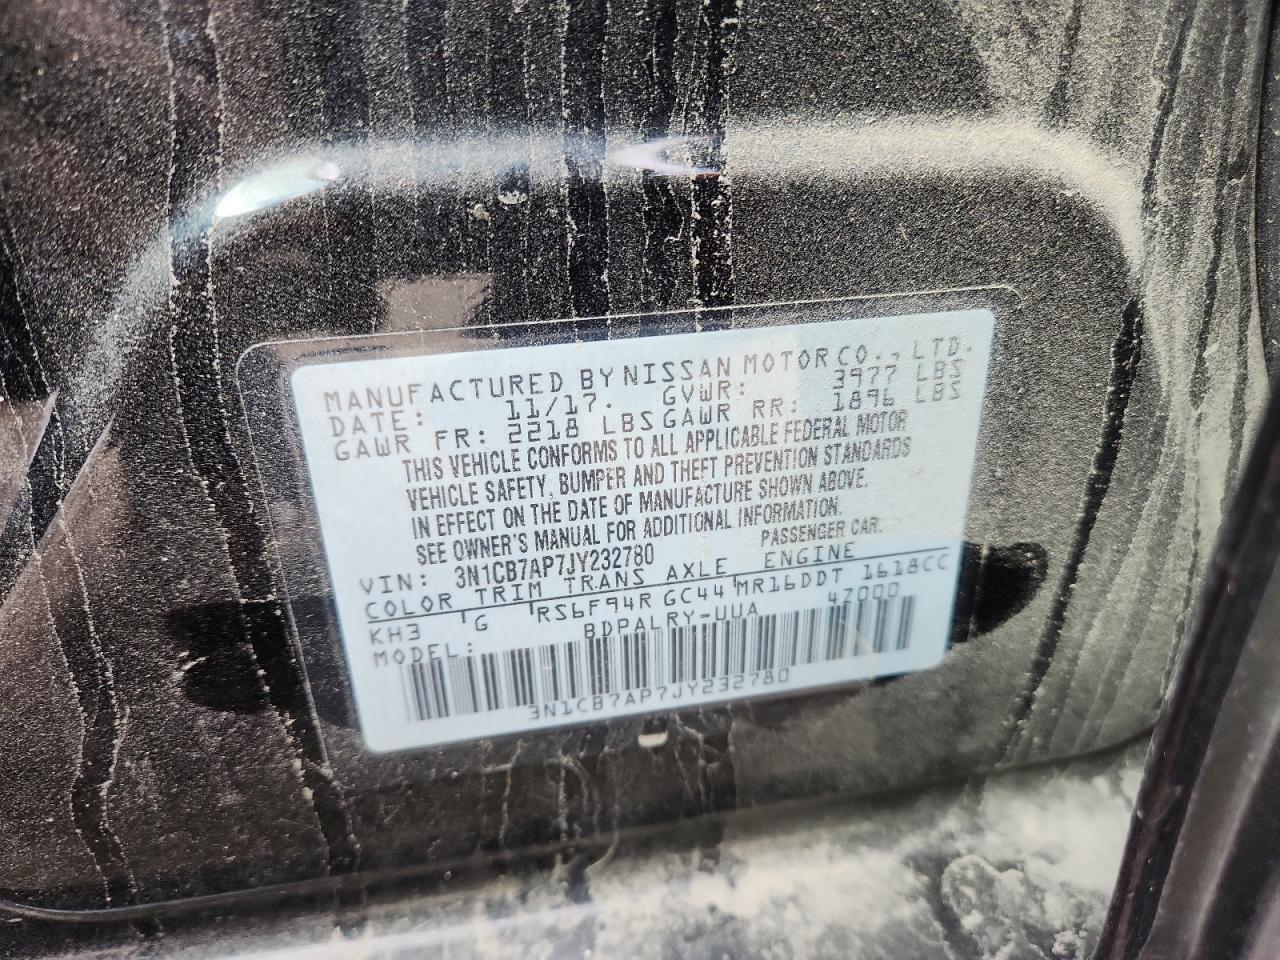 MANUFACTURED BY NISSAN MOTOR CO., LTD.
DATE: 11/17. GVWR: 3977 LBS
GAWR FR: 2218 LBS GAWR RR: 1896 LBS
THIS VEHICLE CONFORMS TO ALL APPLICABLE FEDERAL MOTOR
VEHICLE SAFETY, BUMPER AND THEFT PREVENTION STANDARDS
IN EFFECT ON THE DATE OF MANUFACTURE SHOWN ABOVE.
SEE OWNER'S MANUAL FOR ADDITIONAL INFORMATION.
VIN: 3N1CB7AP7JY232780 PASSENGER CAR.
COLOR TRIM TRANS AXLE ENGINE
KH3 G RS6F94R GC44 MR16DDT 1618CC
MODEL: BDPALRY-UUA 4Z000
3N1CB7AP7JY232780